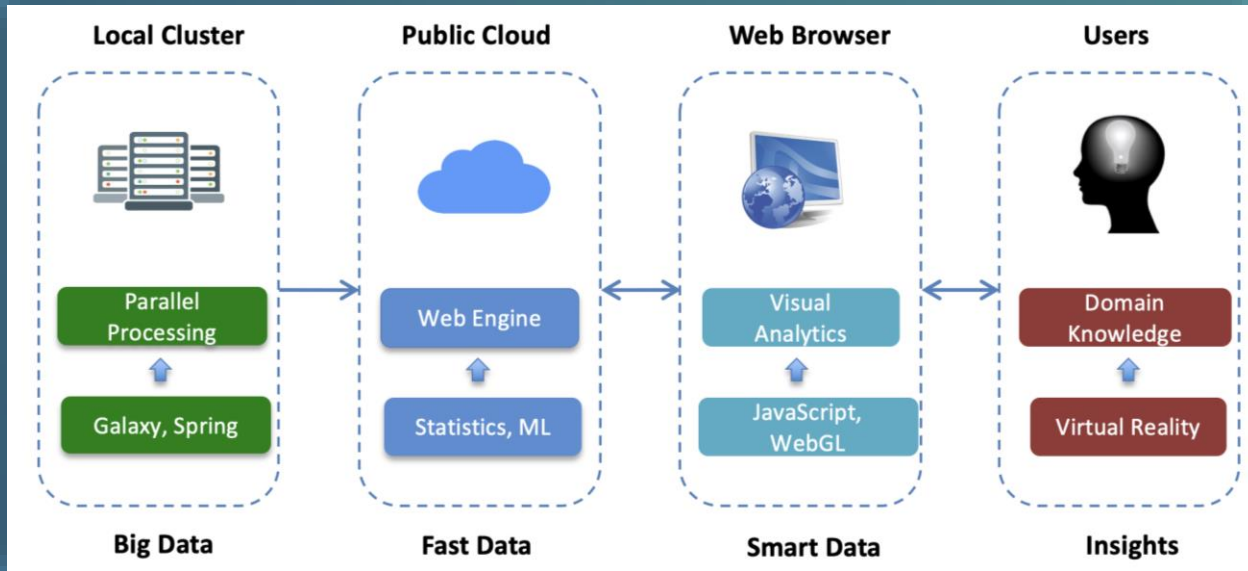 Local Cluster
Public Cloud
Web Browser
Users
Parallel
Processing
Web Engine
Visual
Analytics
Domain
Knowledge
Galaxy, Spring
Statistics, ML
JavaScript,
WebGL
Virtual Reality
Big Data
Fast Data
Smart Data
Insights